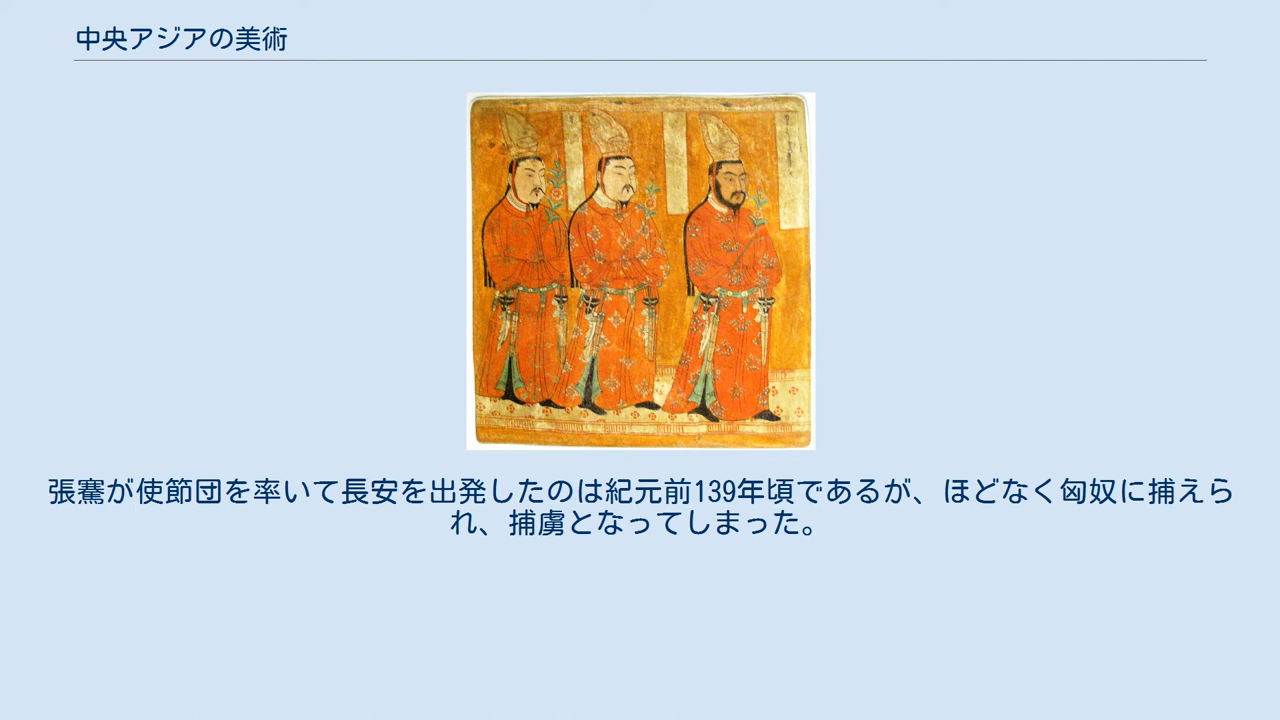 中央アジアの美術
張騫が使節団を率いて長安を出発したのは紀元前139年頃であるが、ほどなく匈奴に捕えら
れ、捕虜となってしまった。